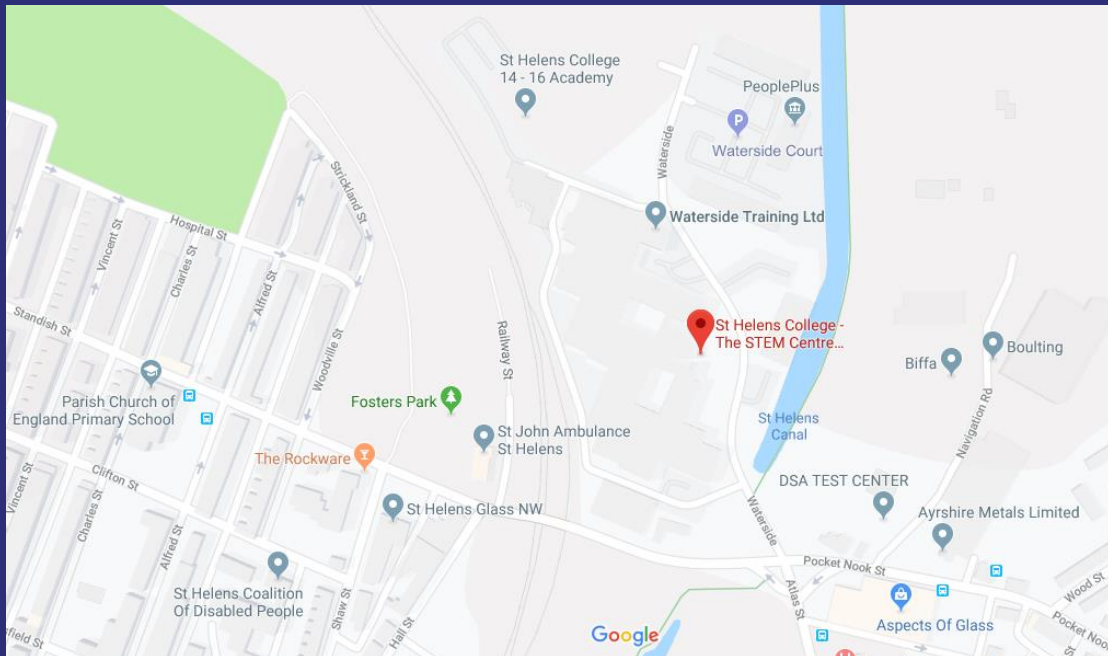 St Helens College
14 - 16 Academy
PeoplePlus
Waterside Court
Waterside
Strickland St
Waterside Training Ltd
Hospital St
Vincent St
Charles St
Alfred St
Standish St
Woodville St
Railway St
St Helens College -
The STEM Centre...
Boulting
Biffa
Parish Church of
England Primary School
Fosters Park
St Helens
Canal
Navigation Rd
St John Ambulance
St Helens
The Rockware
Clifton St
Vincent St
Charles St
Alfred St
DSA TEST CENTER
St Helens Glass NW
Waterside
Ayrshire Metals Limited
Pocket Nook St
St Helens Coalition
Of Disabled People
Shaw St
Hall St
Atlas St
Wood St
Aspects Of Glass
Pocket Nook
St
Google
sfield St
P